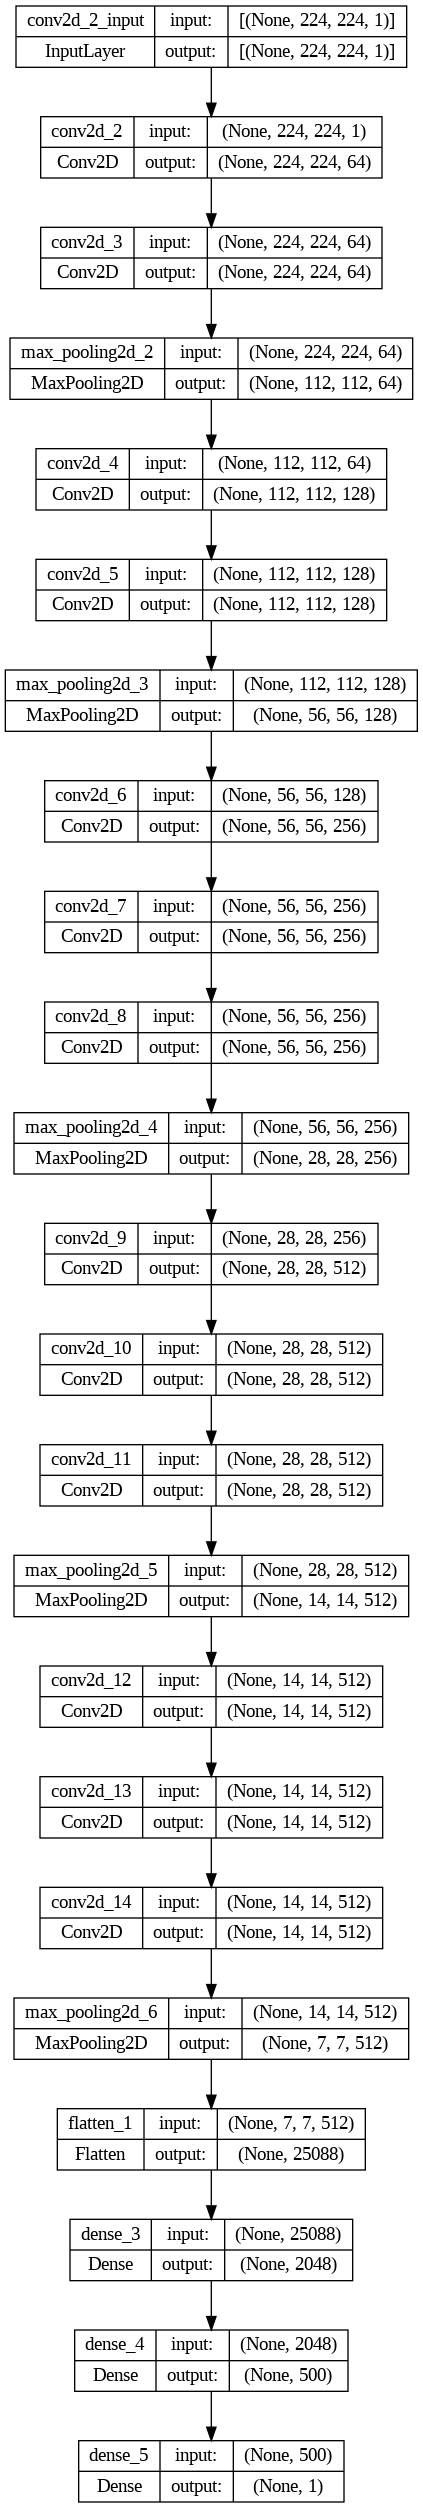 conv2d_2_input input: [(None, 224, 224, 1)]
InputLayer output: [(None, 224, 224, 1)]
conv2d_2 input: (None, 224, 224, 1)
Conv2D output: (None, 224, 224, 64)
conv2d_3 input: (None, 224, 224, 64)
Conv2D output: (None, 224, 224, 64)
max_pooling2d_2 input: (None, 224, 224, 64)
MaxPooling2D output: (None, 112, 112, 64)
conv2d_4 input: (None, 112, 112, 64)
Conv2D output: (None, 112, 112, 128)
conv2d_5 input: (None, 112, 112, 128)
Conv2D output: (None, 112, 112, 128)
max_pooling2d_3 input: (None, 112, 112, 128)
MaxPooling2D output: (None, 56, 56, 128)
conv2d_6 input: (None, 56, 56, 128)
Conv2D output: (None, 56, 56, 256)
conv2d_7 input: (None, 56, 56, 256)
Conv2D output: (None, 56, 56, 256)
conv2d_8 input: (None, 56, 56, 256)
Conv2D output: (None, 56, 56, 256)
max_pooling2d_4 input: (None, 56, 56, 256)
MaxPooling2D output: (None, 28, 28, 256)
conv2d_9 input: (None, 28, 28, 256)
Conv2D output: (None, 28, 28, 512)
conv2d_10 input: (None, 28, 28, 512)
Conv2D output: (None, 28, 28, 512)
conv2d_11 input: (None, 28, 28, 512)
Conv2D output: (None, 28, 28, 512)
max_pooling2d_5 input: (None, 28, 28, 512)
MaxPooling2D output: (None, 14, 14, 512)
conv2d_12 input: (None, 14, 14, 512)
Conv2D output: (None, 14, 14, 512)
conv2d_13 input: (None, 14, 14, 512)
Conv2D output: (None, 14, 14, 512)
conv2d_14 input: (None, 14, 14, 512)
Conv2D output: (None, 14, 14, 512)
max_pooling2d_6 input: (None, 14, 14, 512)
MaxPooling2D output: (None, 7, 7, 512)
flatten_1 input: (None, 7, 7, 512)
Flatten output: (None, 25088)
dense_3 input: (None, 25088)
Dense output: (None, 2048)
dense_4 input: (None, 2048)
Dense output: (None, 500)
dense_5 input: (None, 500)
Dense output: (None, 1)